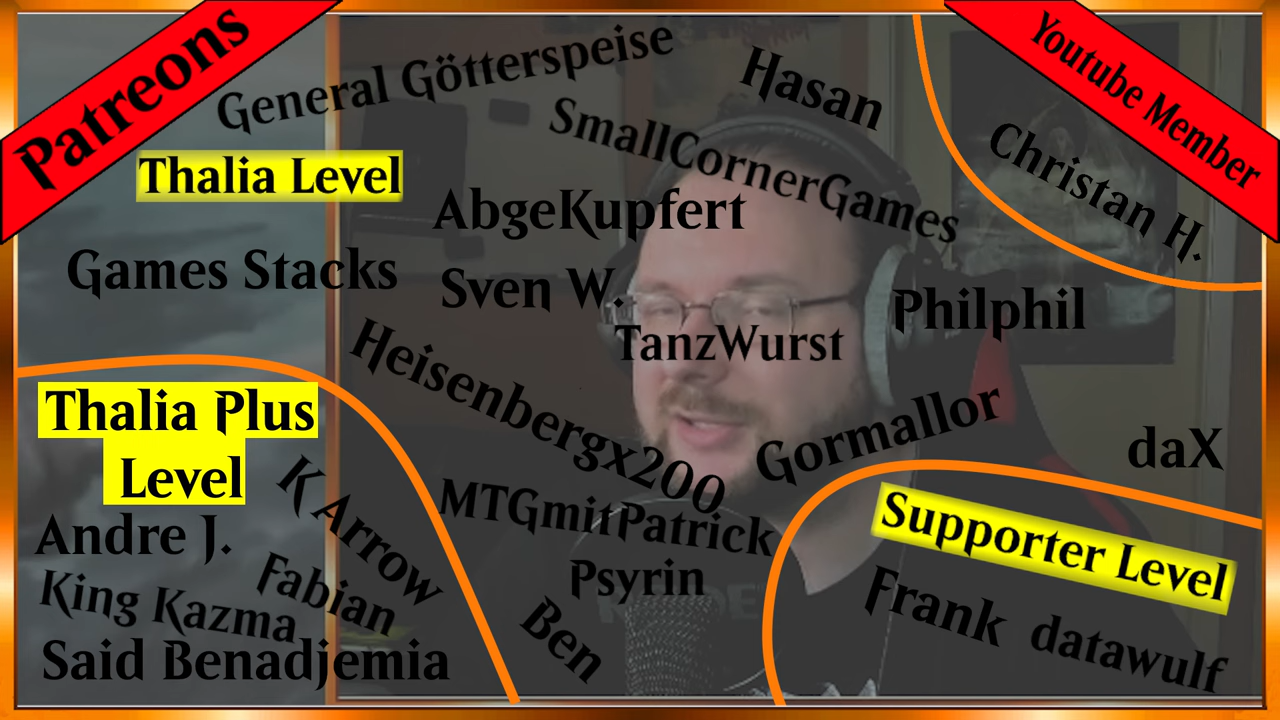 Patreons
Youtube Member
General Götterspeise
Hasan
SmallCornerGames
Christan H.
Thalia Level
AbgeKupfert
Games Stacks
Sven W.
Philphil
TanzWurst
Heisenbergx200
Gormallor
daX
Thalia Plus
Level
K Arrow
MTGmitPatrick
Supporter Level
Andre J.
Fabian
Psyrin
King Kazma
Ben
Frank
datawulf
Said Benadjemia